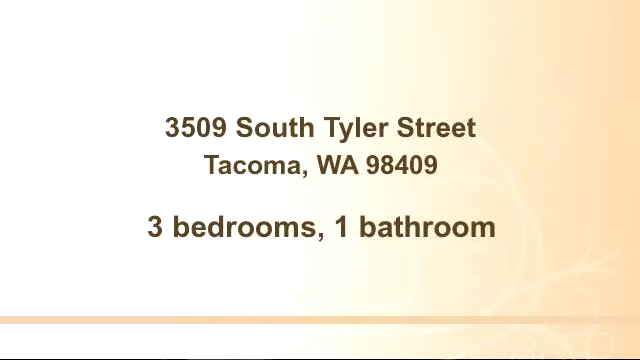 3509 South Tyler Street
Tacoma, WA 98409
3 bedrooms, 1 bathroom